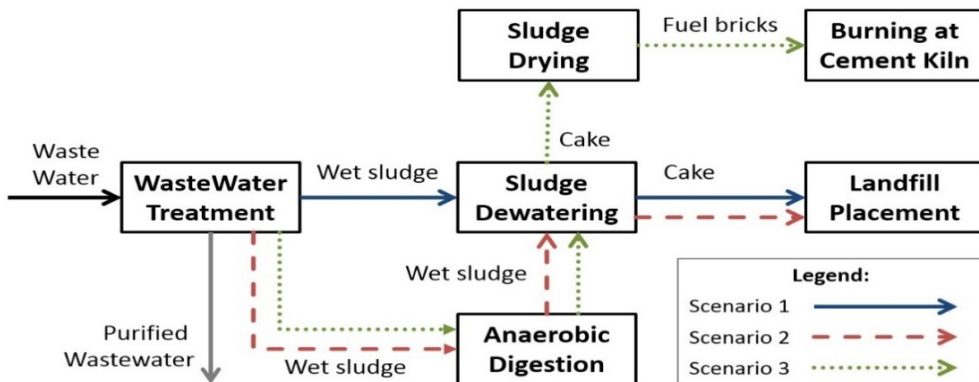 Sludge
Drying
Fuel bricks
Burning at
Cement Kiln
Cake
Waste
Water
WasteWater
Treatment
Wet sludge
Sludge
Dewatering
Cake
Landfill
Placement
Wet sludge
Purified
Wastewater
Wet sludge
Anaerobic
Digestion
Legend:
Scenario 1
Scenario 2
Scenario 3